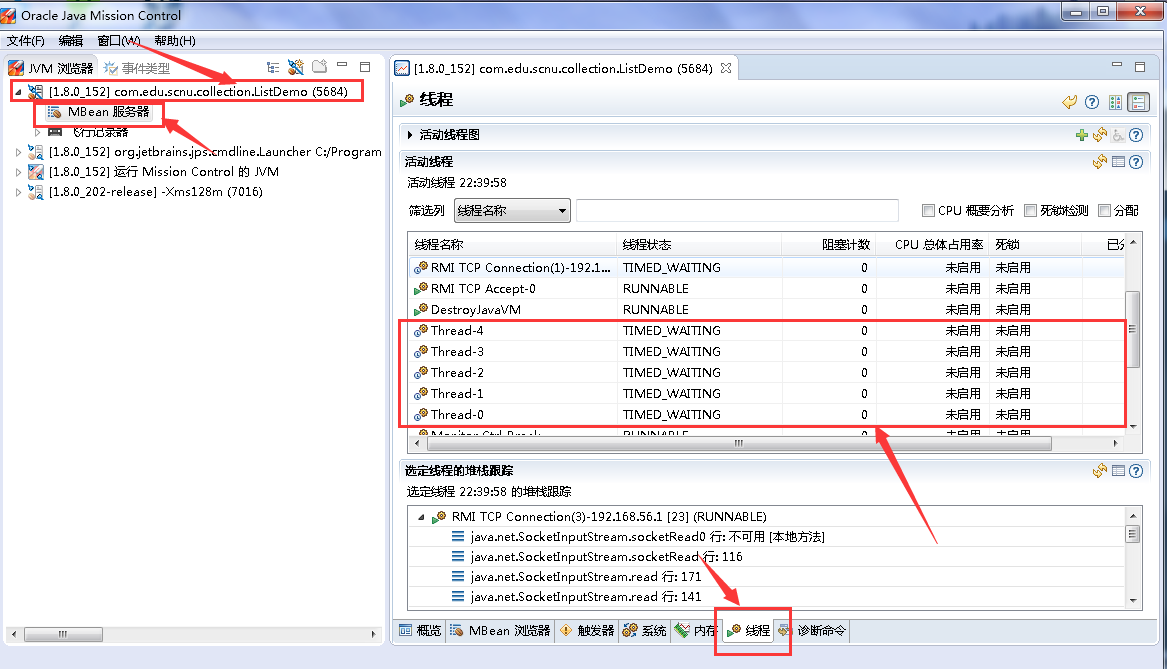 Oracle Java Mission Control
文件(F) 编辑 窗口(W) 帮助(H)
JVM 浏览器 事件类型
[1.8.0_152] com.edu.scnu.collection.ListDemo (5684)
MBean 服务器
飞行记录器
[1.8.0_152] org.jetbrains.jps.cmdline.Launcher C:/Program
[1.8.0_152] 运行 Mission Control 的 JVM
[1.8.0_202-release] -Xms128m (7016)
[1.8.0_152] com.edu.scnu.collection.ListDemo (5684)
线程
活动线程图
活动线程
活动线程 22:39:58
筛选列 线程名称 CPU 概要分析 死锁检测 分配
线程名称 线程状态 阻塞计数 CPU 总体占用率 死锁 已分
RMI TCP Connection(1)-192.1... TIMED_WAITING 0 未启用 未启用
RMI TCP Accept-0 RUNNABLE 0 未启用 未启用
DestroyJavaVM RUNNABLE 0 未启用 未启用
Thread-4 TIMED_WAITING 0 未启用 未启用
Thread-3 TIMED_WAITING 0 未启用 未启用
Thread-2 TIMED_WAITING 0 未启用 未启用
Thread-1 TIMED_WAITING 0 未启用 未启用
Thread-0 TIMED_WAITING 0 未启用 未启用
Monitor Ctrl-Break RUNNABLE 0 未启用 未启用
选定线程的堆栈跟踪
选定线程 22:39:58 的堆栈跟踪
RMI TCP Connection(3)-192.168.56.1 [23] (RUNNABLE)
java.net.SocketInputStream.socketRead0 行: 不可用 [本地方法]
java.net.SocketInputStream.socketRead 行: 116
java.net.SocketInputStream.read 行: 171
java.net.SocketInputStream.read 行: 141
概览 MBean 浏览器 触发器 系统 内存 线程 诊断命令